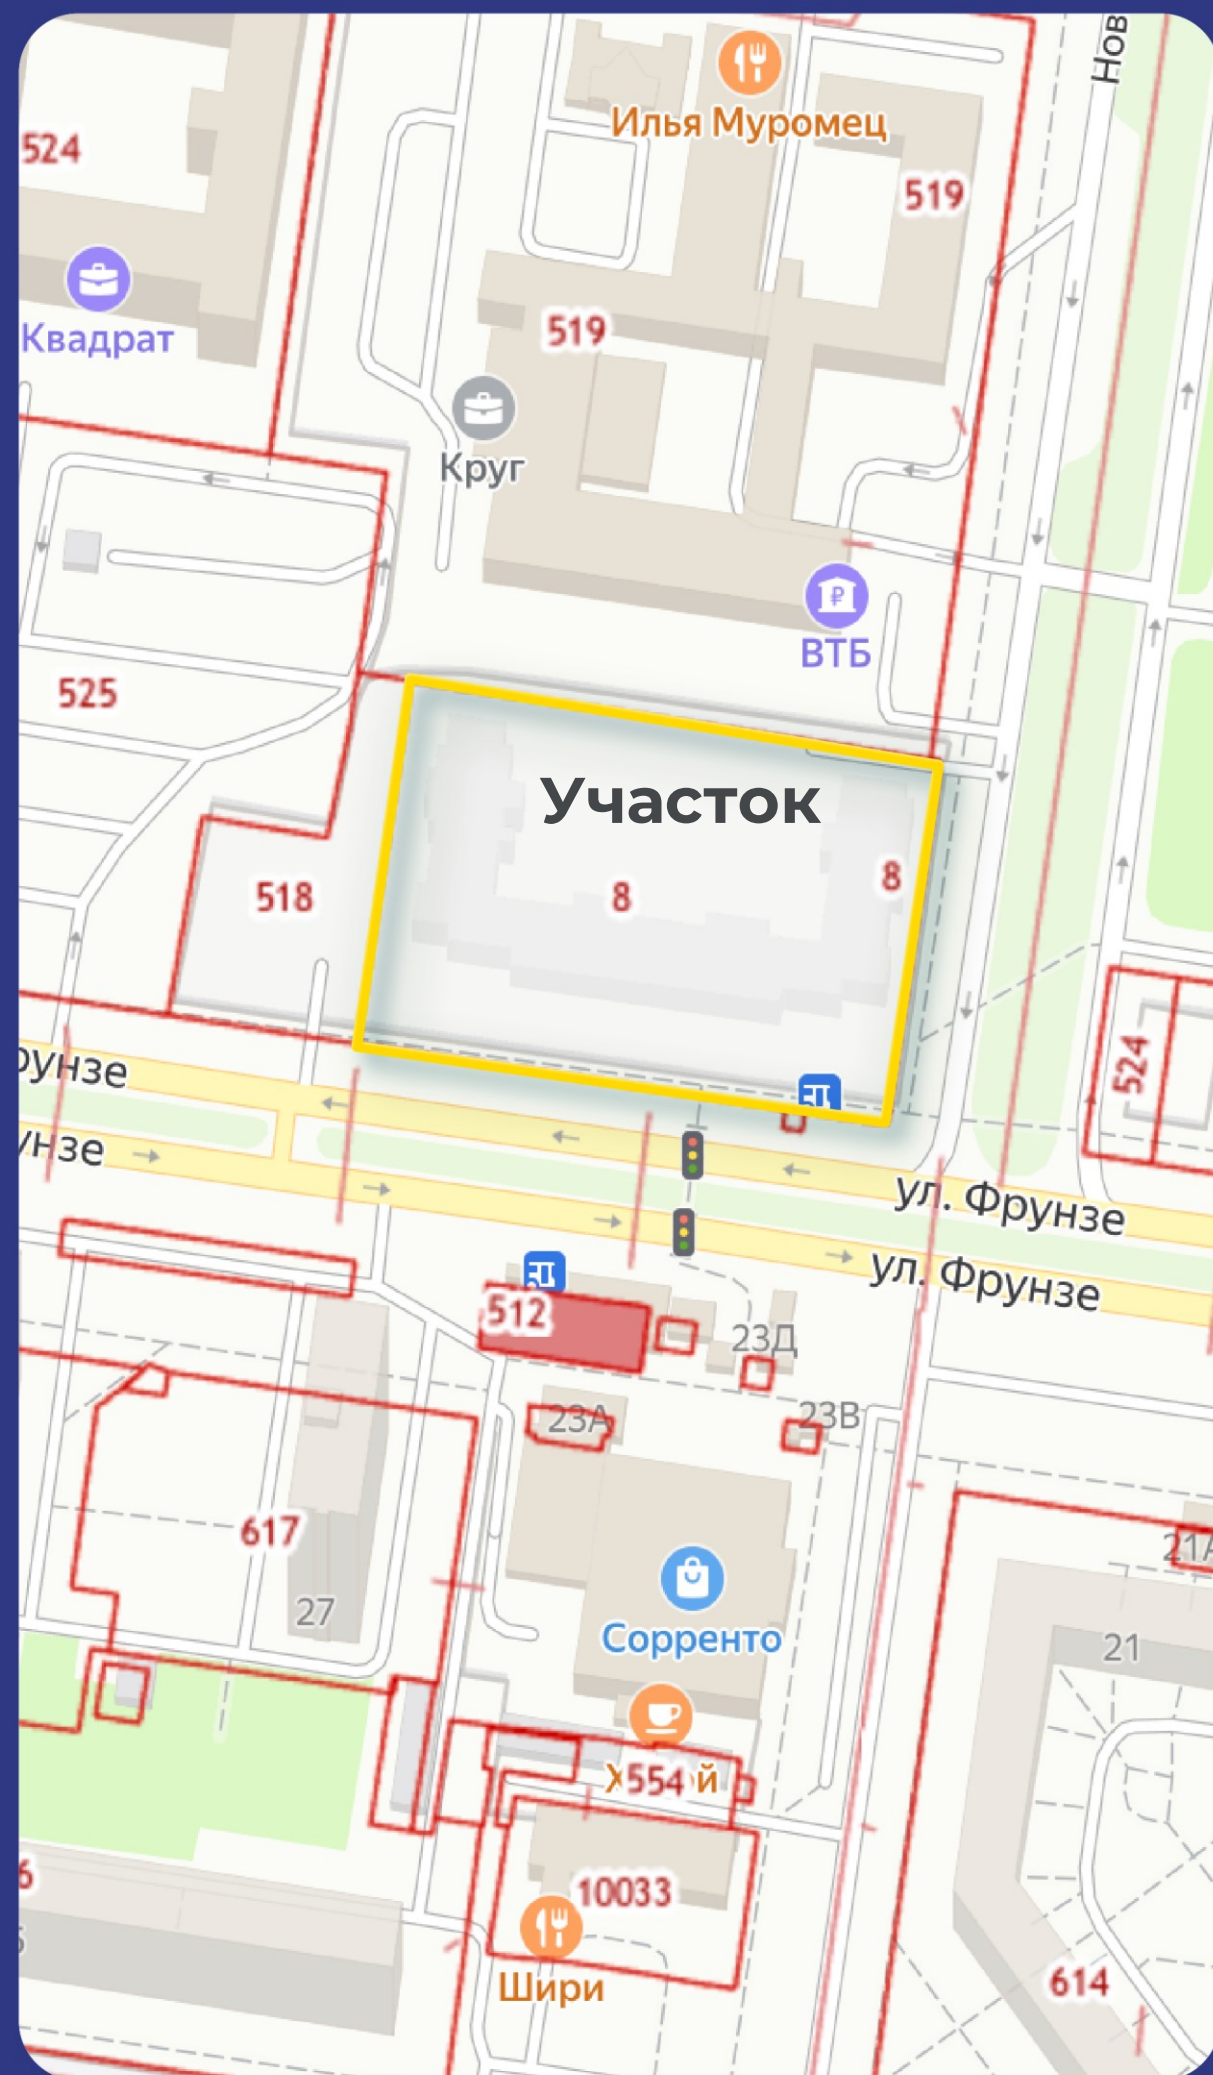 Нов
Илья Муромец
524
519
Квадрат
519
Круг
ВТБ
525
Участок
8
8
518
524
рунзе
унзе
ул. Фрунзе
ул. Фрунзе
512
23Д
23А
23В
617
21А
27
Сорренто
21
554
10033
6
Шири
614